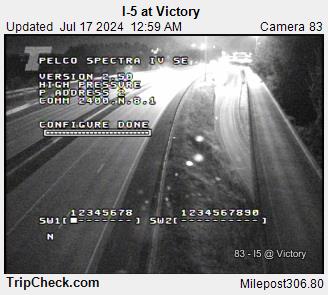 I-5 at Victory
Updated Jul 17 2024 12:59 AM Camera 83
PELCO SPECTRA IV SE
VERSION 2.50
HIGH PRESSURE
P ADDRESS 2
COMM 2400.N.8.1
CONFIGURE DONE
12345678 1234567890
SW1[ ------- ] SW2[ ---------- ]
N
83 - I5 @ Victory
TripCheck.com Milepost306.80